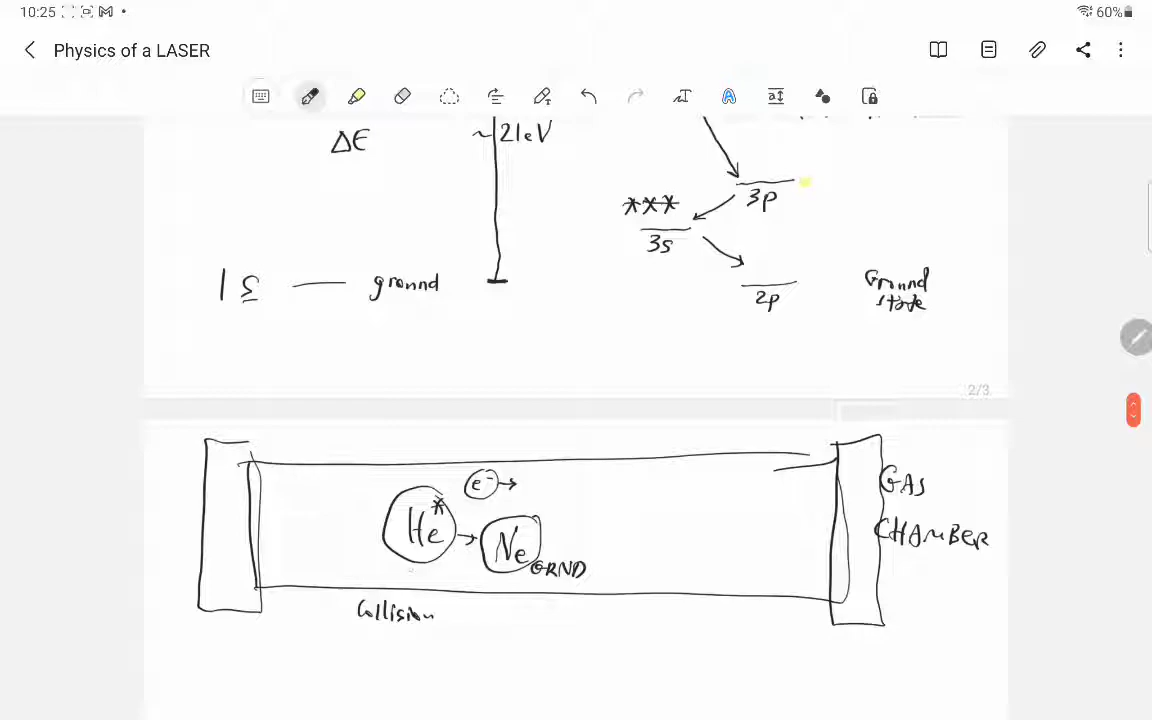 10:25
60%
Physics of a LASER
ΔE
~21eV
3p
***
3s
1s — ground
2p
Ground
state
2/3
e⁻→
He* → Ne GRND
GAS
CHAMBER
Collision